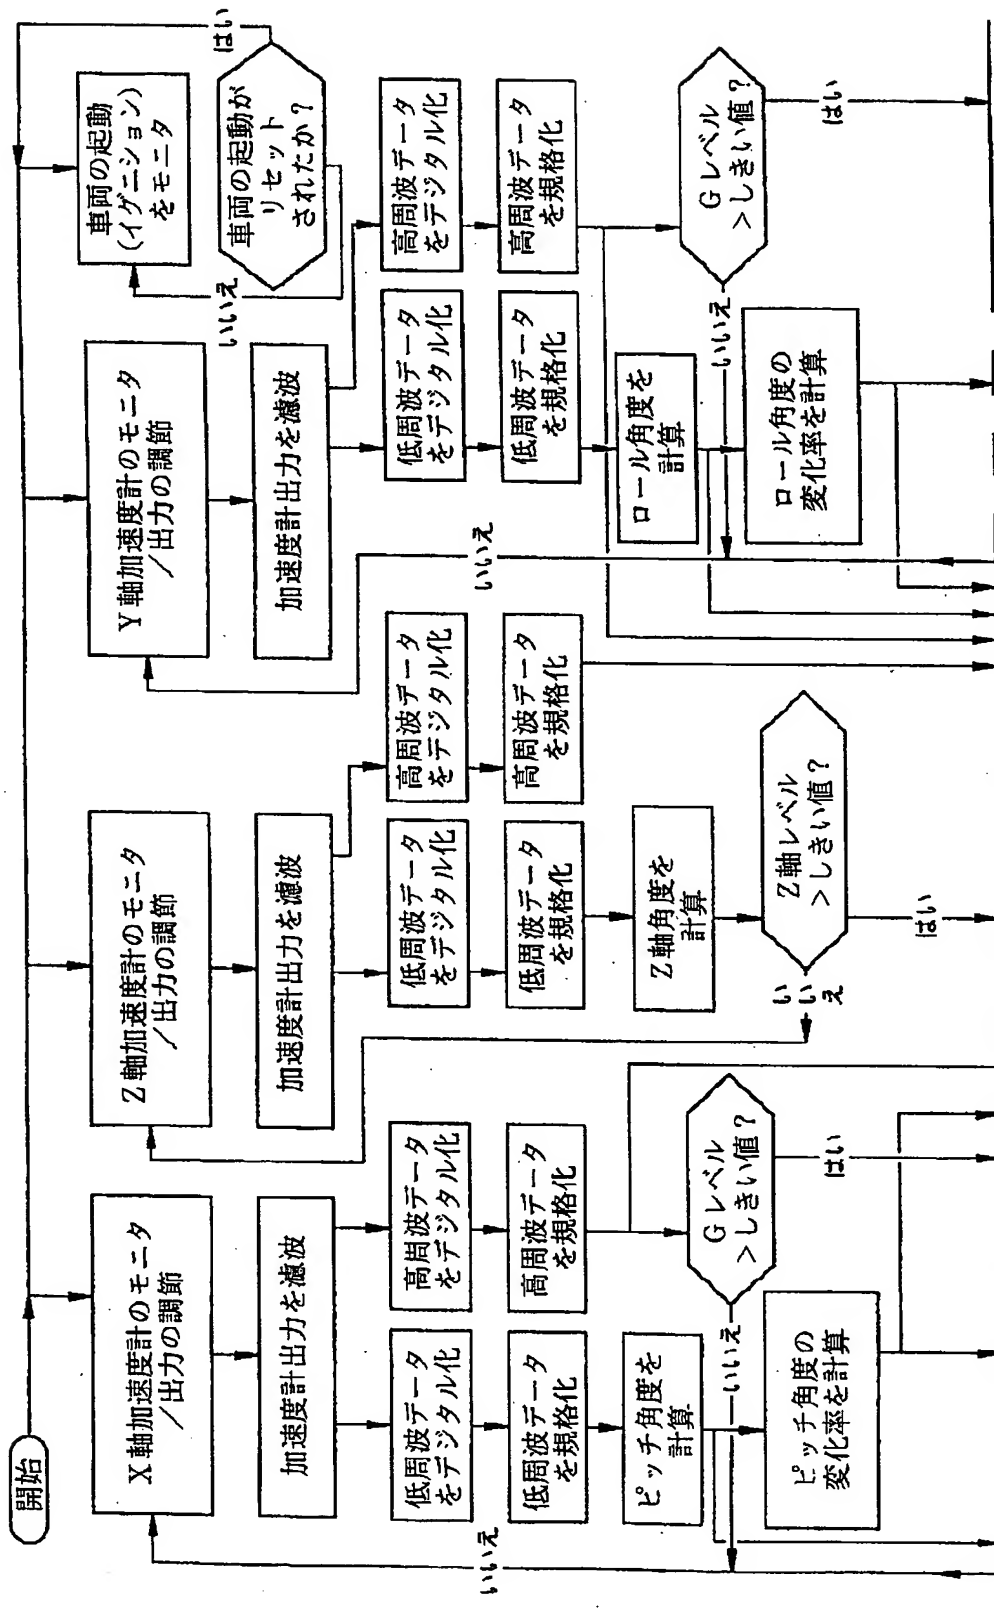 開始
X軸加速度計のモニタ
／出力の調節
加速度計出力を濾波
低周波データ
をデジタル化
高周波データ
をデジタル化
低周波データ
を規格化
高周波データ
を規格化
ピッチ角度を
計算
Gレベル
>しきい値?
いいえ
はい
ピッチ角度の
変化率を計算
いいえ
Z軸加速度計のモニタ
／出力の調節
加速度計出力を濾波
低周波データ
をデジタル化
高周波データ
をデジタル化
低周波データ
を規格化
高周波データ
を規格化
Z軸角度を
計算
Z軸レベル
>しきい値?
いいえ
はい
Y軸加速度計のモニタ
／出力の調節
加速度計出力を濾波
低周波データ
をデジタル化
高周波データ
をデジタル化
低周波データ
を規格化
高周波データ
を規格化
ロール角度を
計算
Gレベル
>しきい値?
いいえ
はい
ロール角度の
変化率を計算
いいえ
車両の起動
(イグニション)
をモニタ
車両の起動が
リセット
されたか?
はい
いいえ